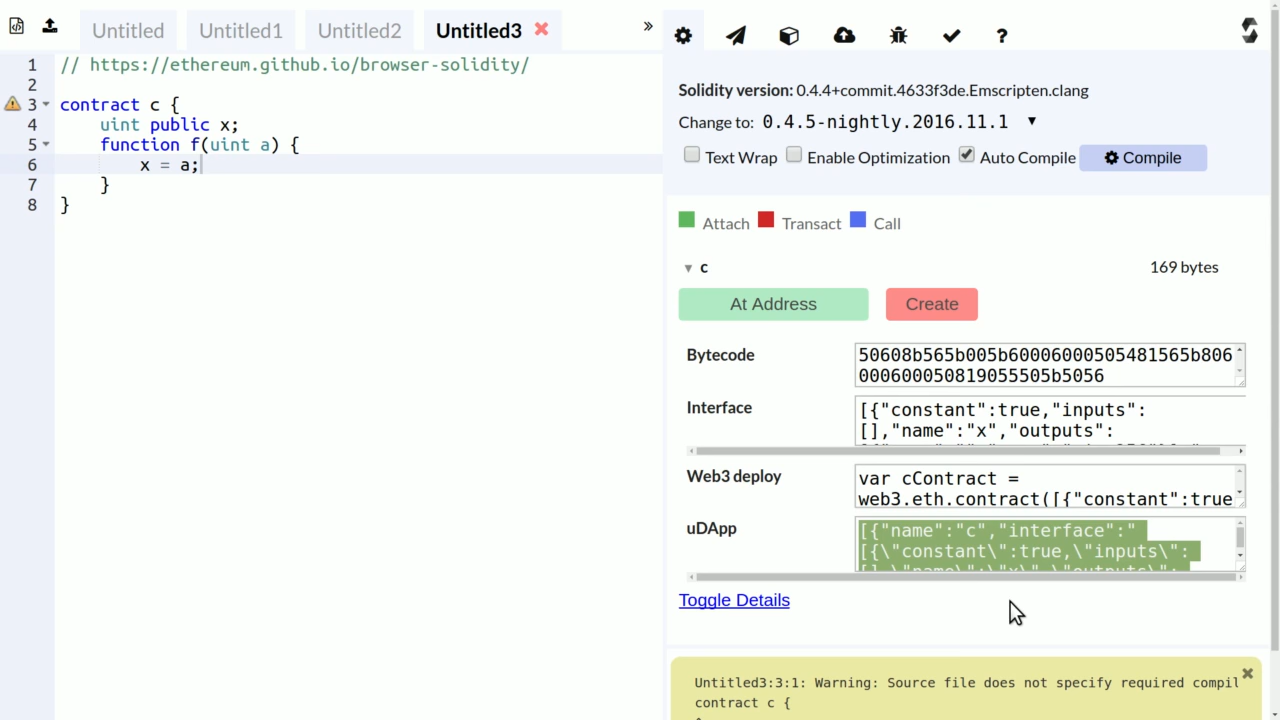 Untitled
Untitled1
Untitled2
Untitled3
»
?
1 // https://ethereum.github.io/browser-solidity/
2
3 contract c {
4 uint public x;
5 function f(uint a) {
6 x = a;
7 }
8 }
Solidity version: 0.4.4+commit.4633f3de.Emscripten.clang
Change to: 0.4.5-nightly.2016.11.1
Text Wrap Enable Optimization Auto Compile Compile
Attach Transact Call
c 169 bytes
At Address Create
Bytecode
50608b565b005b60006000505481565b806
000600050819055505b5056
Interface
[{"constant":true,"inputs":
[],"name":"x","outputs":
Web3 deploy
var cContract =
web3.eth.contract([{"constant":true
uDApp
[{"name":"c","interface":"
[{\"constant\":true,\"inputs\":
[],\"name\":\"x\",\"outputs\":
Toggle Details
Untitled3:3:1: Warning: Source file does not specify required compil
contract c {
^